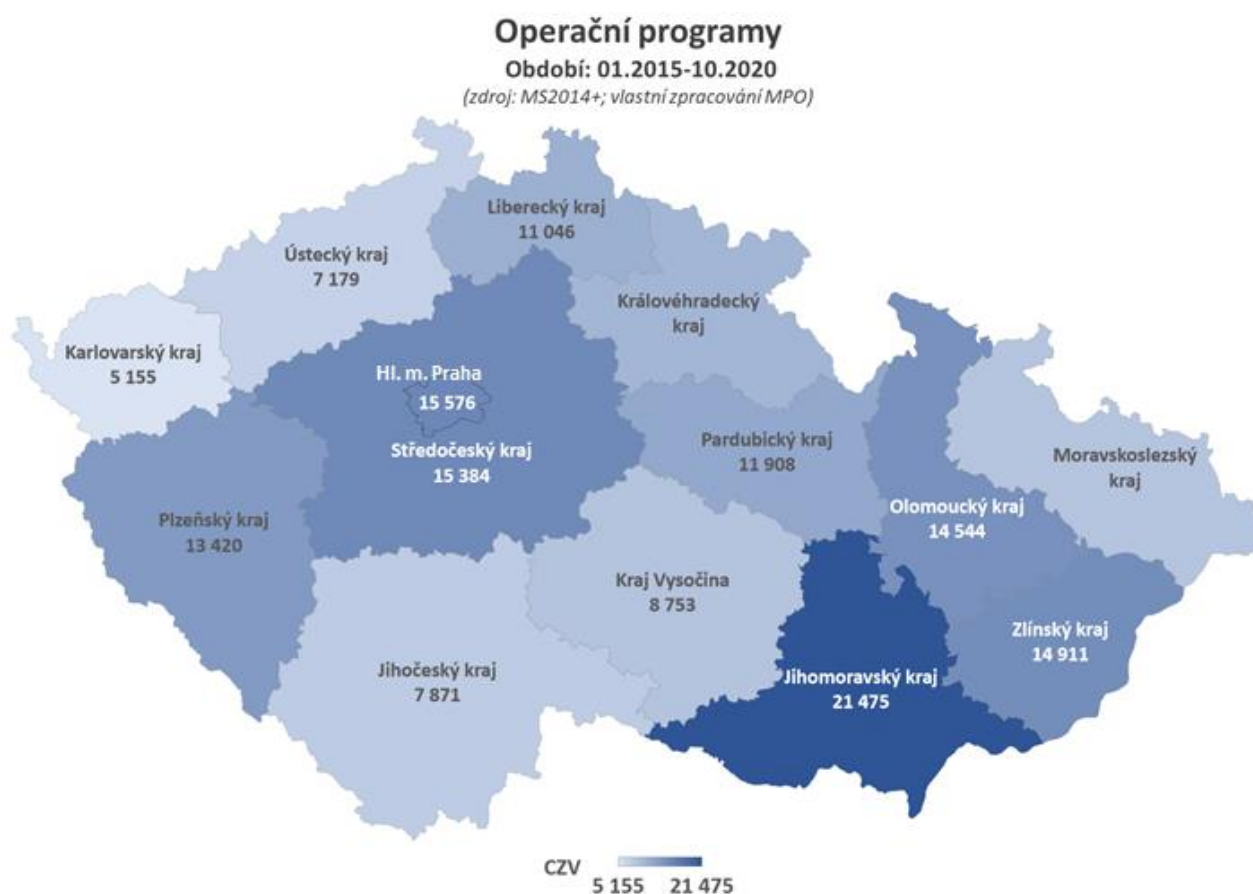 Operační programy
Období: 01.2015-10.2020
(zdroj: MS2014+; vlastní zpracování MPO)
Liberecký kraj
11 046
Ústecký kraj
7 179
Královéhradecký
kraj
Karlovarský kraj
5 155
Hl. m. Praha
15 576
Středočeský kraj
15 384
Pardubický kraj
11 908
Moravskoslezský
kraj
Olomoucký kraj
14 544
Plzeňský kraj
13 420
Kraj Vysočina
8 753
Zlínský kraj
14 911
Jihočeský kraj
7 871
Jihomoravský kraj
21 475
CZV
5 155 21 475